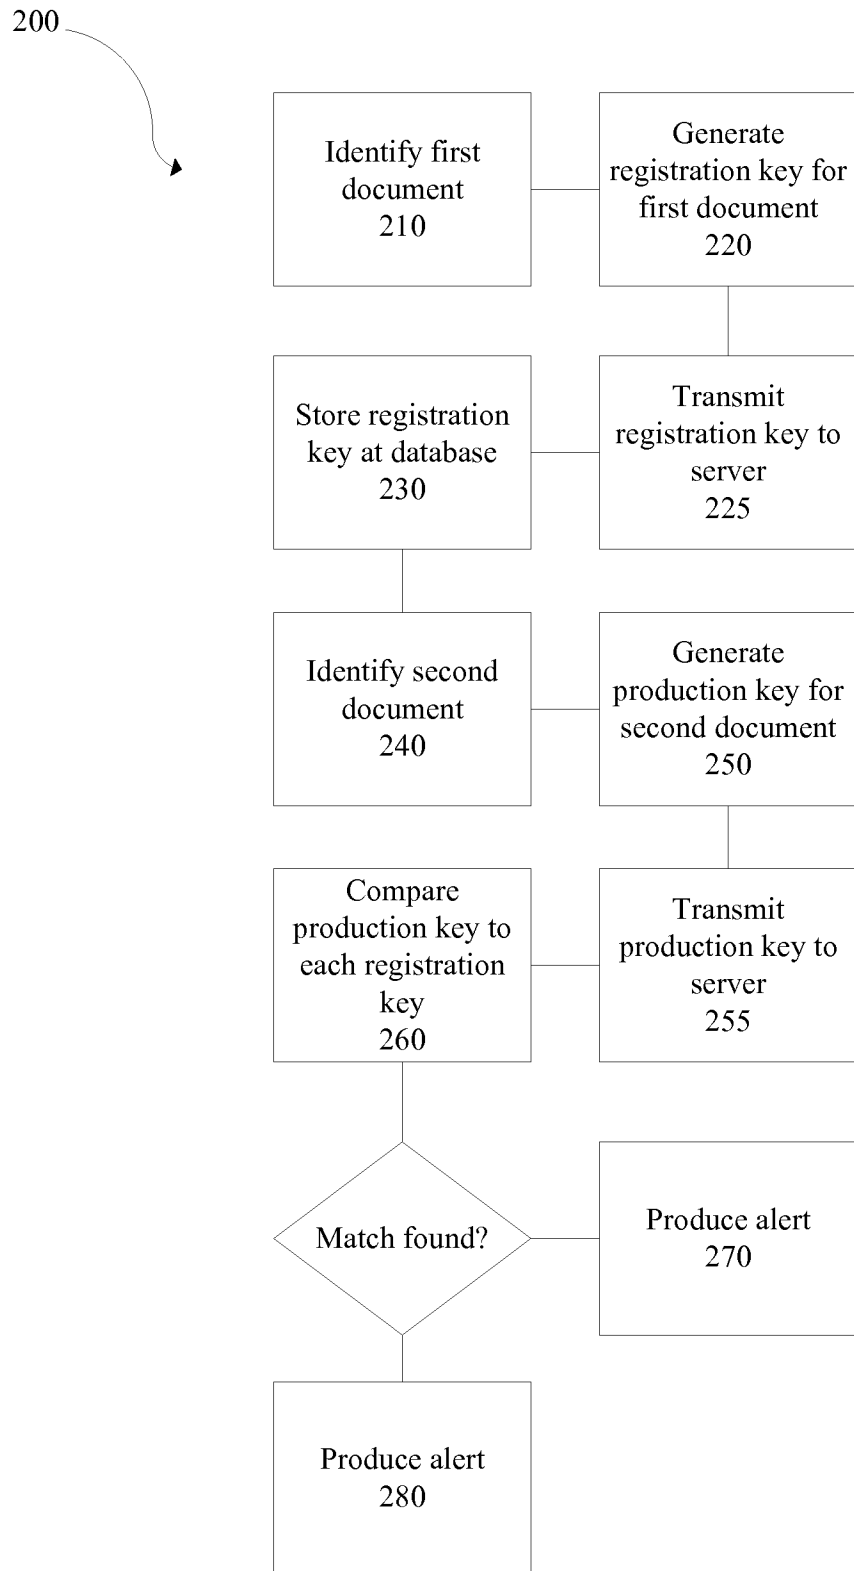 200
Identify first
document
210
Generate
registration key for
first document
220
Store registration
key at database
230
Transmit
registration key to
server
225
Identify second
document
240
Generate
production key for
second document
250
Compare
production key to
each registration
key
260
Transmit
production key to
server
255
Match found?
Produce alert
270
Produce alert
280